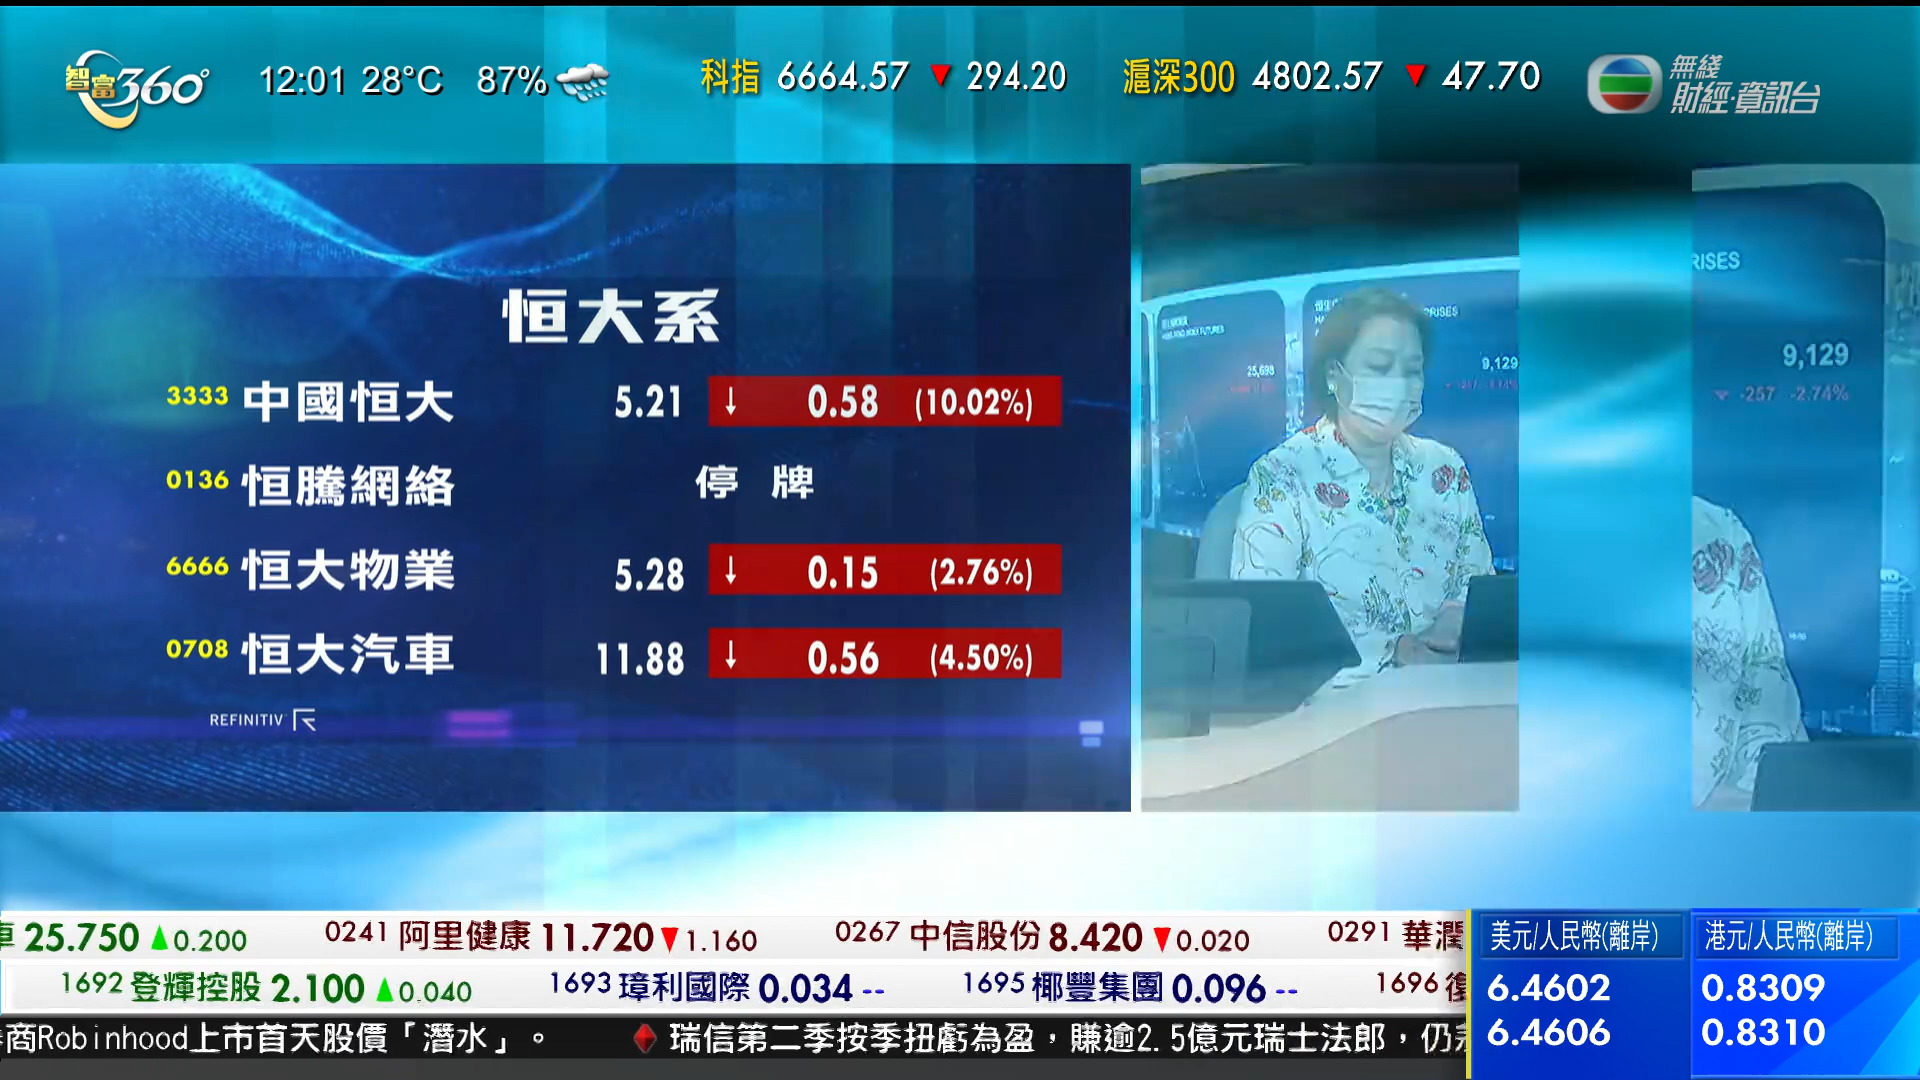 智富360°
12:01 28°C 87%
科指 6664.57 ▼ 294.20
滬深300 4802.57 ▼ 47.70
無綫
財經·資訊台
恒大系
3333 中國恒大 5.21 ↓ 0.58 (10.02%)
0136 恒騰網絡 停牌
6666 恒大物業 5.28 ↓ 0.15 (2.76%)
0708 恒大汽車 11.88 ↓ 0.56 (4.50%)
REFINITIV
25,698
PRISES
9,129
RISES
9,129
▼ -257 -2.74%
車 25.750 ▲ 0.200 0241 阿里健康 11.720 ▼ 1.160 0267 中信股份 8.420 ▼ 0.020 0291 華潤
1692 登輝控股 2.100 ▲ 0.040 1693 璋利國際 0.034 -- 1695 椰豐集團 0.096 -- 1696 復
商Robinhood上市首天股價「潛水」。 瑞信第二季按季扭虧為盈，賺逾2.5億元瑞士法郎，仍
美元/人民幣(離岸)
6.4602
6.4606
港元/人民幣(離岸)
0.8309
0.8310